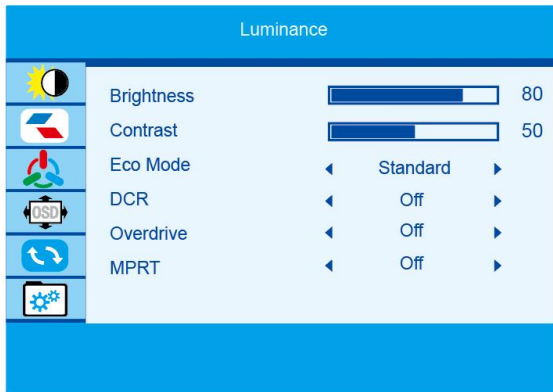 Luminance
Brightness 80
Contrast 50
Eco Mode Standard
DCR Off
Overdrive Off
MPRT Off
OSD